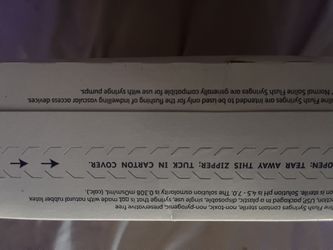 Flush Syringes contain sterile, non-toxic, non-pyrogenic, preservative-free
USP, packaged in a plastic, disposable, single use, syringe that is not made with natural rubber latex
is sterile. Solution pH is 4.5 - 7.0. The solution osmolarity is 0.308 mOsm/mL (calc).
OPEN: TEAR AWAY THIS ZIPPER: TUCK IN CARTON COVER.
Flush Syringes are intended to be used only for the flushing of indwelling vascular access devices.
Normal Saline Flush Syringes are generally compatible for use with syringe pumps.